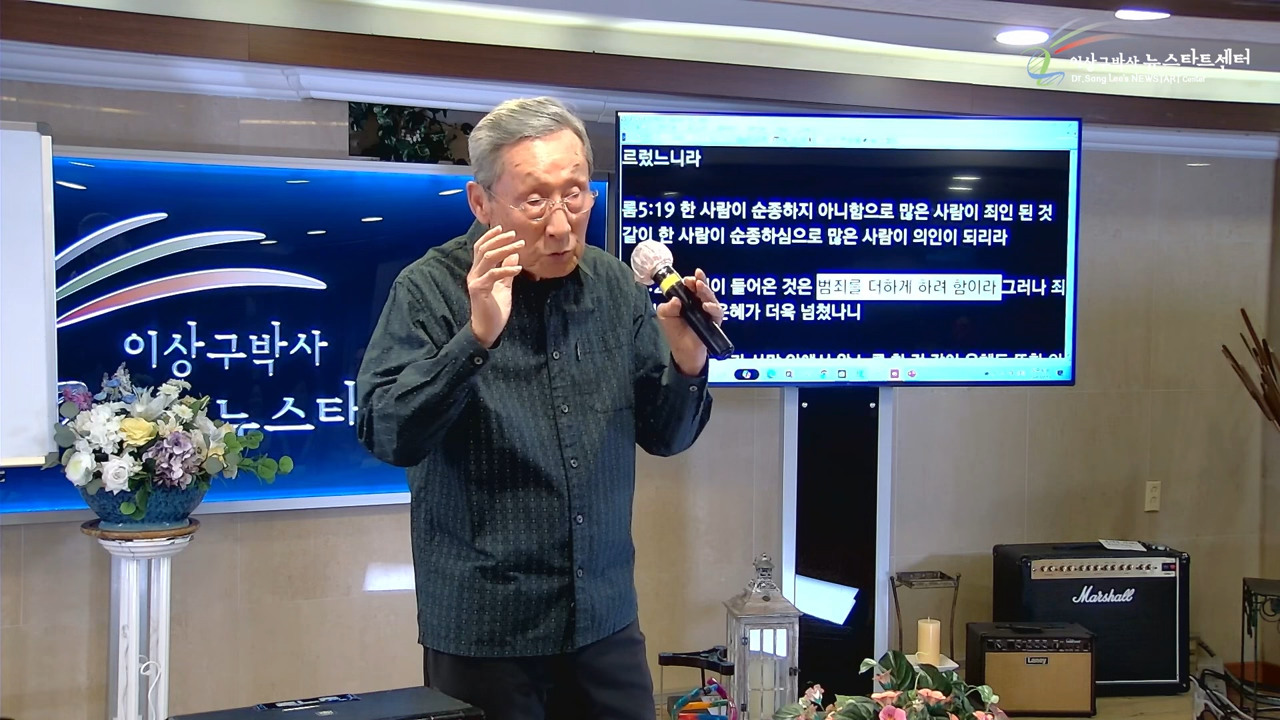 이상구박사 뉴스타트센터
Dr. Sang Lee's NEWSTART Center
르렀느니라
롬5:19 한 사람이 순종하지 아니함으로 많은 사람이 죄인 된 것
같이 한 사람이 순종하심으로 많은 사람이 의인이 되리라
이 들어온 것은 범죄를 더하게 하려 함이라 그러나 죄
은혜가 더욱 넘쳤나니
이상구박사
뉴스타
Marshall
Laney